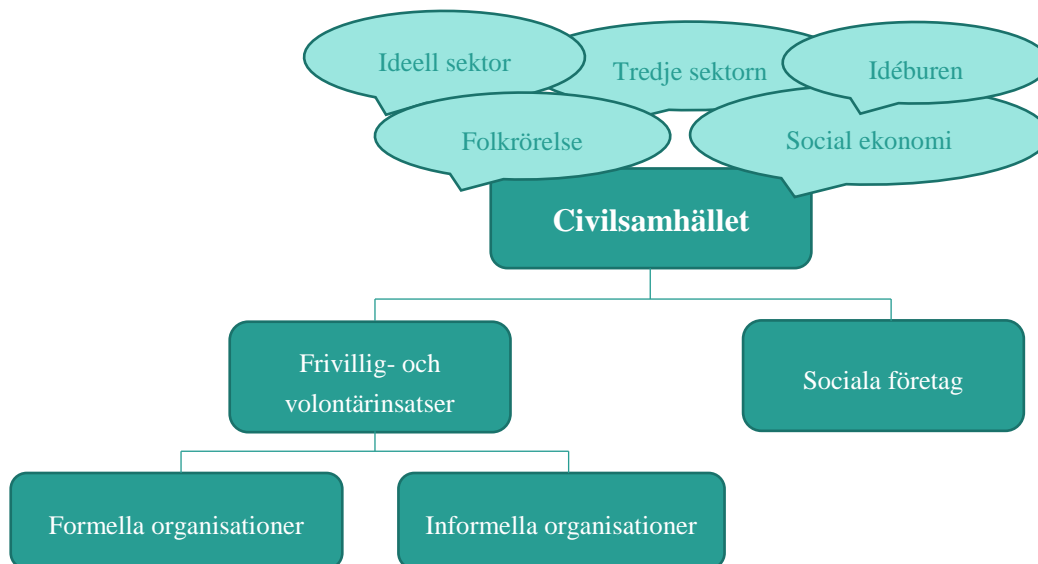 Ideell sektor
Tredje sektorn
Idéburen
Folkrörelse
Social ekonomi
Civilsamhället
Frivillig- och
volontärinsatser
Sociala företag
Formella organisationer
Informella organisationer